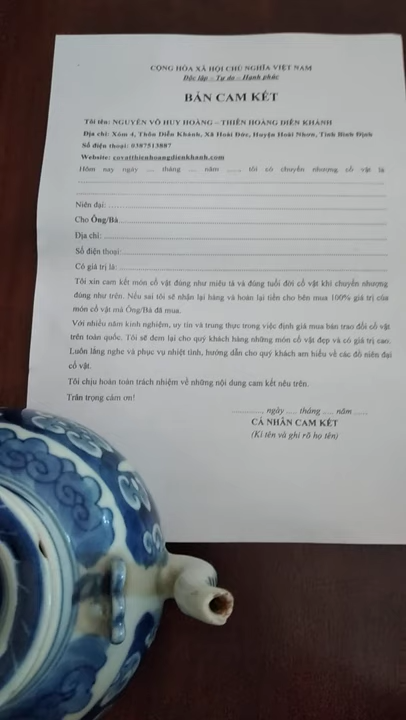 CỘNG HÒA XÃ HỘI CHỦ NGHĨA VIỆT NAM
Độc lập – Tự do – Hạnh phúc
BẢN CAM KẾT
Tôi tên: NGUYỄN VÕ HUY HOÀNG – THIÊN HOÀNG DIÊN KHÁNH
Địa chỉ: Xóm 4, Thôn Diễn Khánh, Xã Hoài Đức, Huyện Hoài Nhơn, Tỉnh Bình Định
Số điện thoại: 0387513887
Website: covatthienhoangdienkhanh.com
Hôm nay ngày ... tháng ... năm ....., tôi có chuyển nhượng cổ vật là
Niên đại:
Cho Ông/Bà
Địa chỉ:
Số điện thoại:
Có giá trị là:
Tôi xin cam kết món cổ vật đúng như miêu tả và đúng tuổi đời cổ vật khi chuyển nhượng
đúng như trên. Nếu sai tôi sẽ nhận lại hàng và hoàn lại tiền cho bên mua 100% giá trị của
món cổ vật mà Ông/Bà đã mua.
Với nhiều năm kinh nghiệm, uy tín và trung thực trong việc định giá mua bán trao đổi cổ vật
trên toàn quốc. Tôi sẽ đem lại cho quý khách hàng những món cổ vật đẹp và có giá trị cao.
Luôn lắng nghe và phục vụ nhiệt tình, hướng dẫn cho quý khách am hiểu về các đồ niên đại
cổ vật.
Tôi chịu hoàn toàn trách nhiệm về những nội dung cam kết nêu trên.
Trân trọng cảm ơn!
............., ngày .... tháng .... năm .....
CÁ NHÂN CAM KẾT
(Kí tên và ghi rõ họ tên)